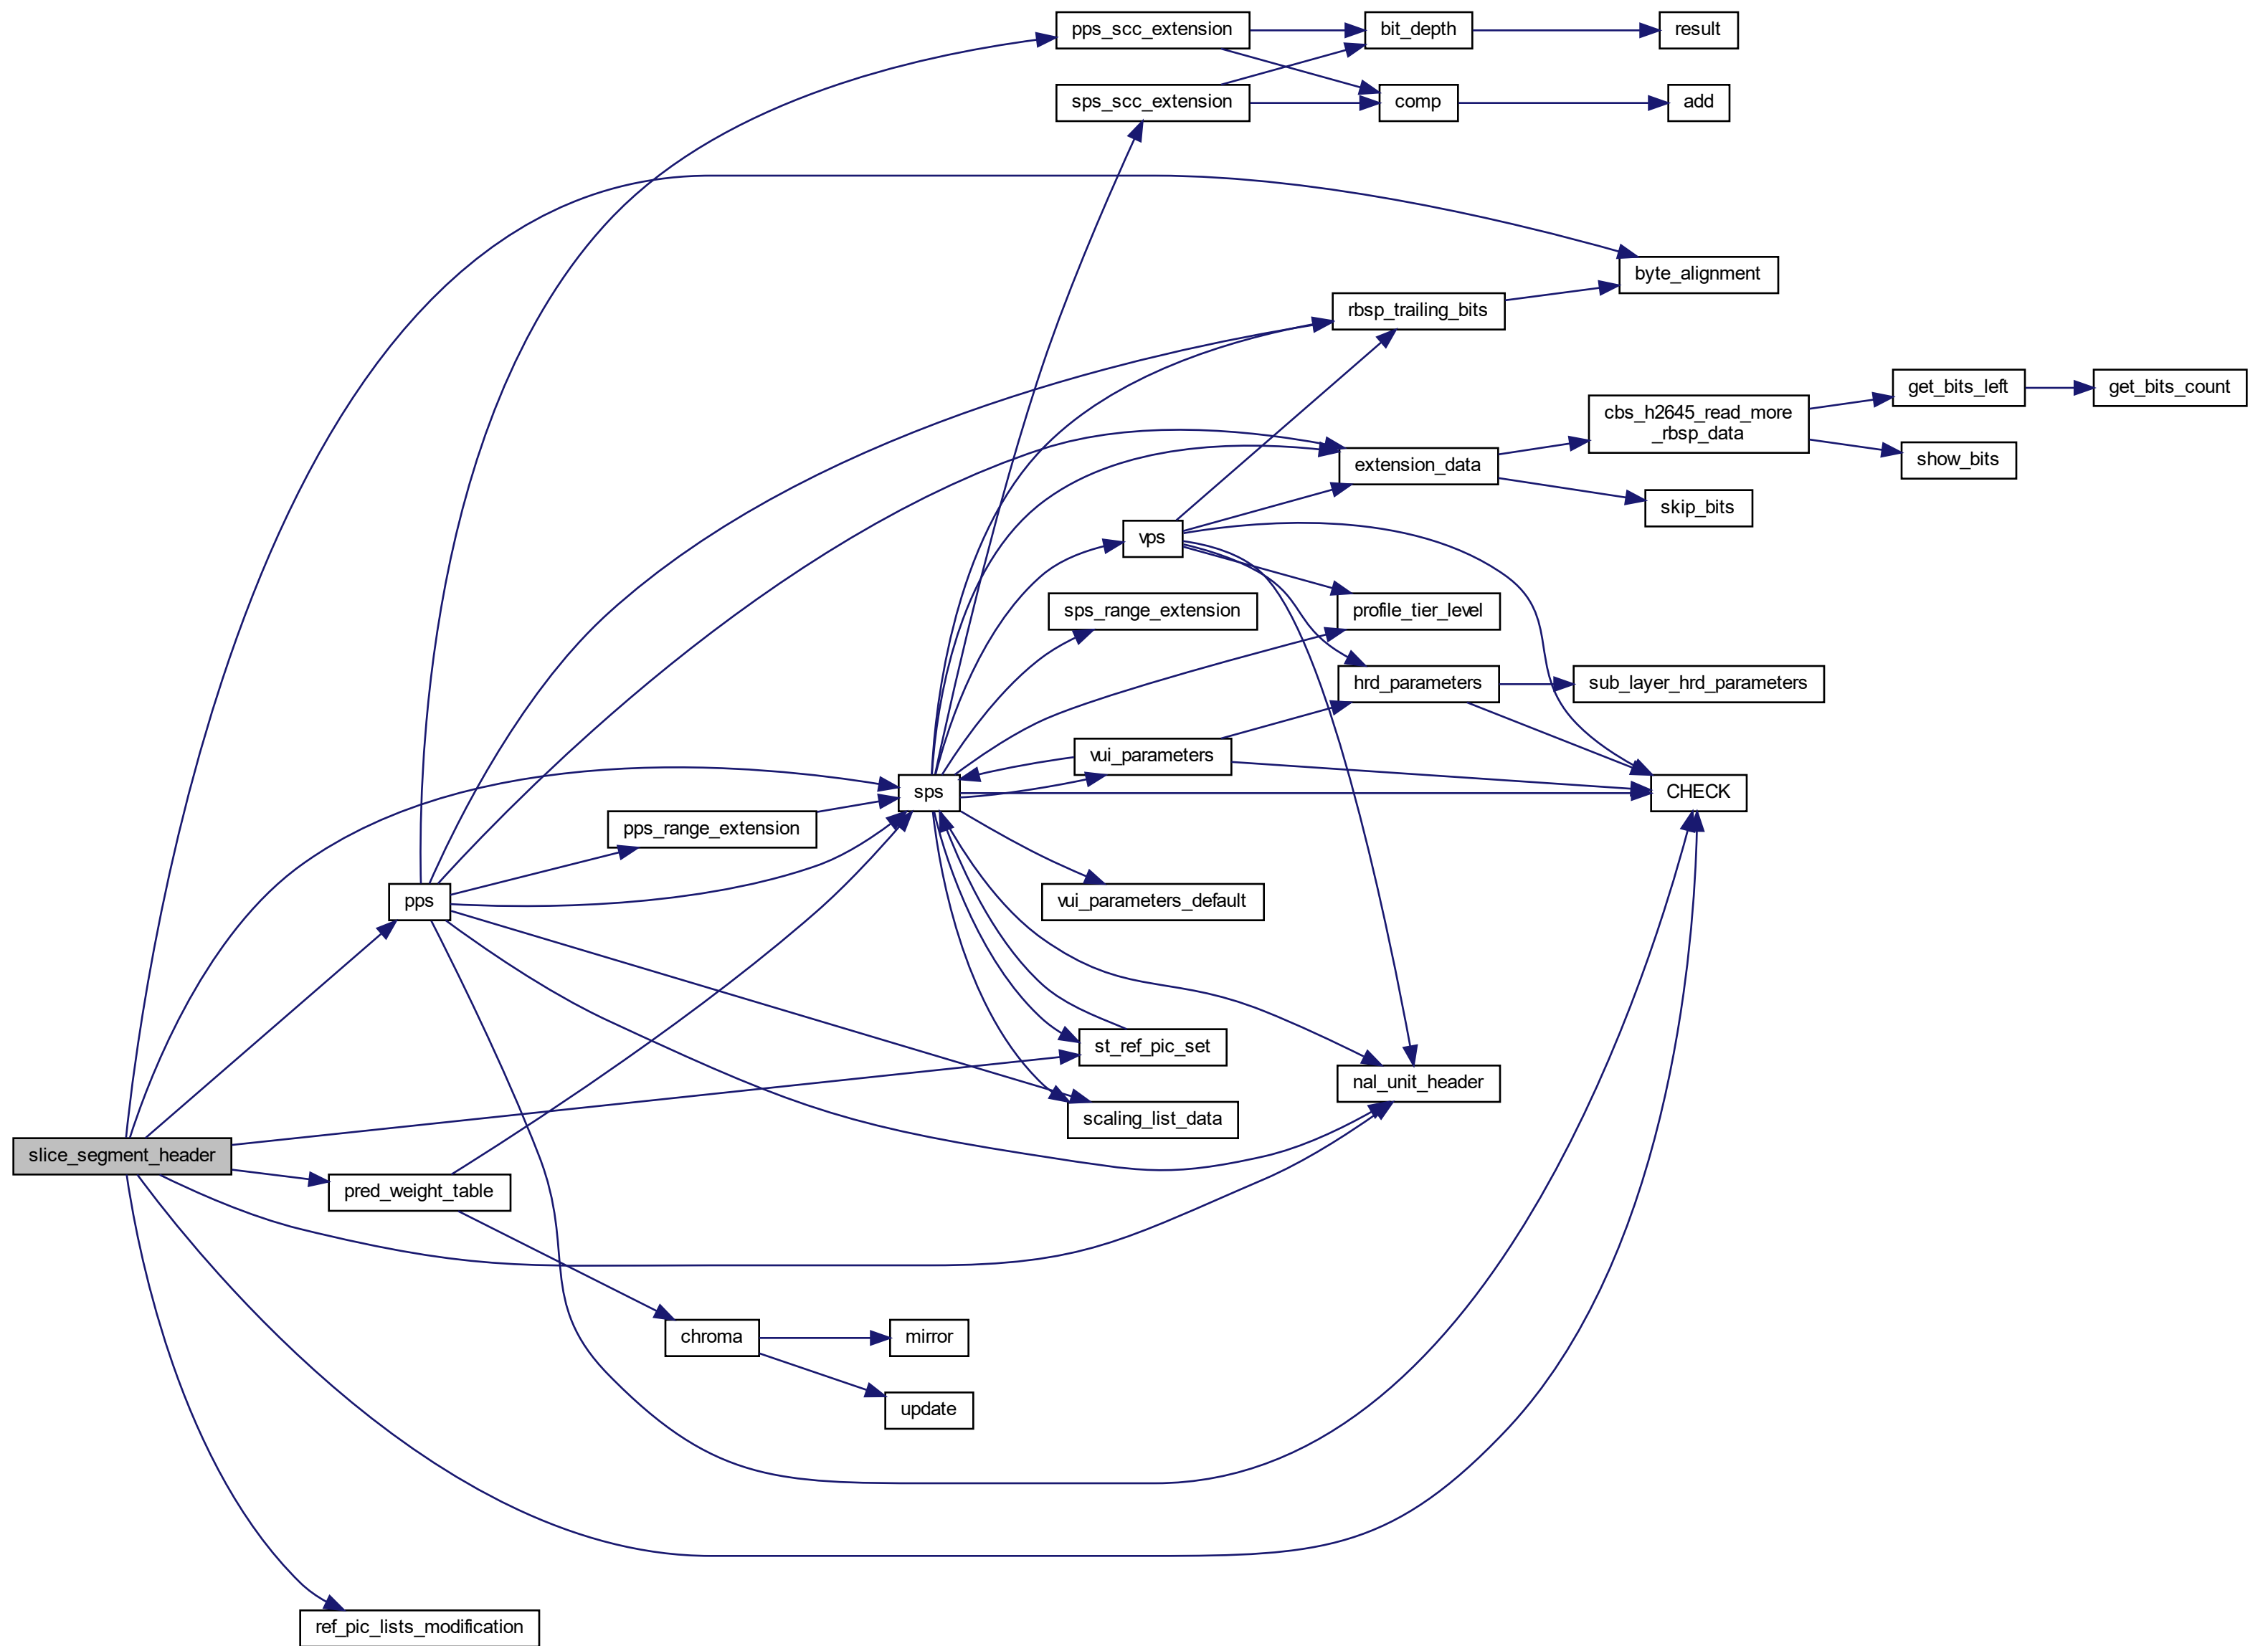 pps_scc_extension
bit_depth
result
sps_scc_extension
comp
add
byte_alignment
rbsp_trailing_bits
get_bits_left
get_bits_count
cbs_h2645_read_more
_rbsp_data
extension_data
show_bits
skip_bits
vps
sps_range_extension
profile_tier_level
hrd_parameters
sub_layer_hrd_parameters
vui_parameters
sps
CHECK
pps_range_extension
pps
vui_parameters_default
st_ref_pic_set
nal_unit_header
scaling_list_data
slice_segment_header
pred_weight_table
chroma
mirror
update
ref_pic_lists_modification